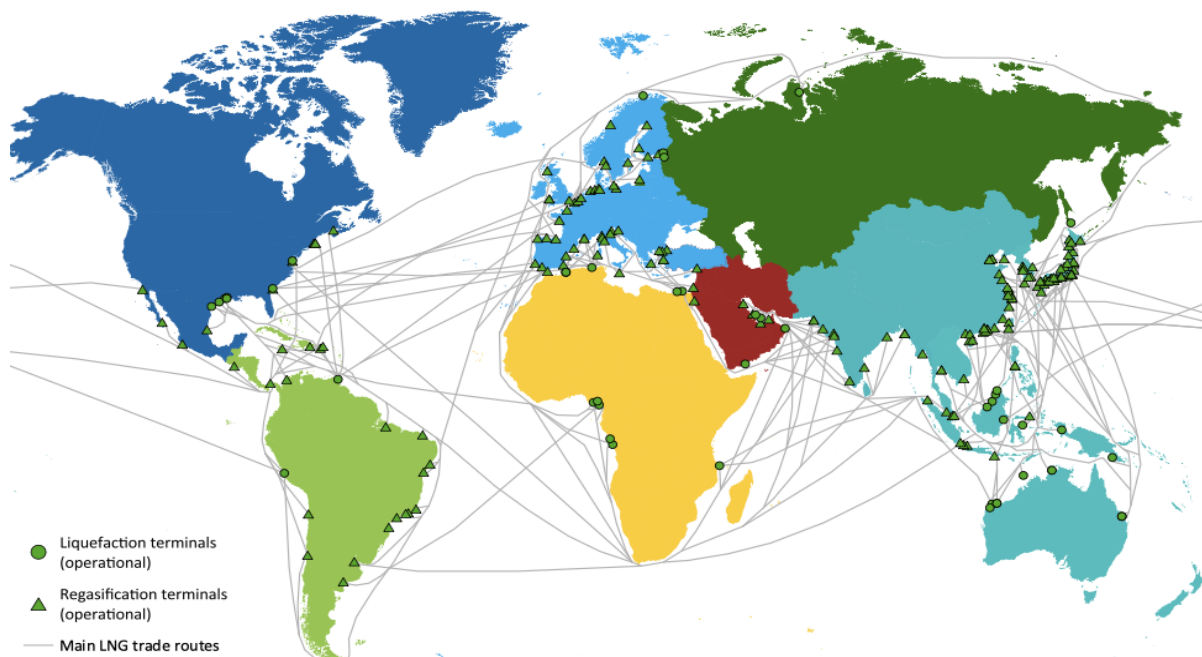 Liquefaction terminals
(operational)
Regasification terminals
(operational)
Main LNG trade routes